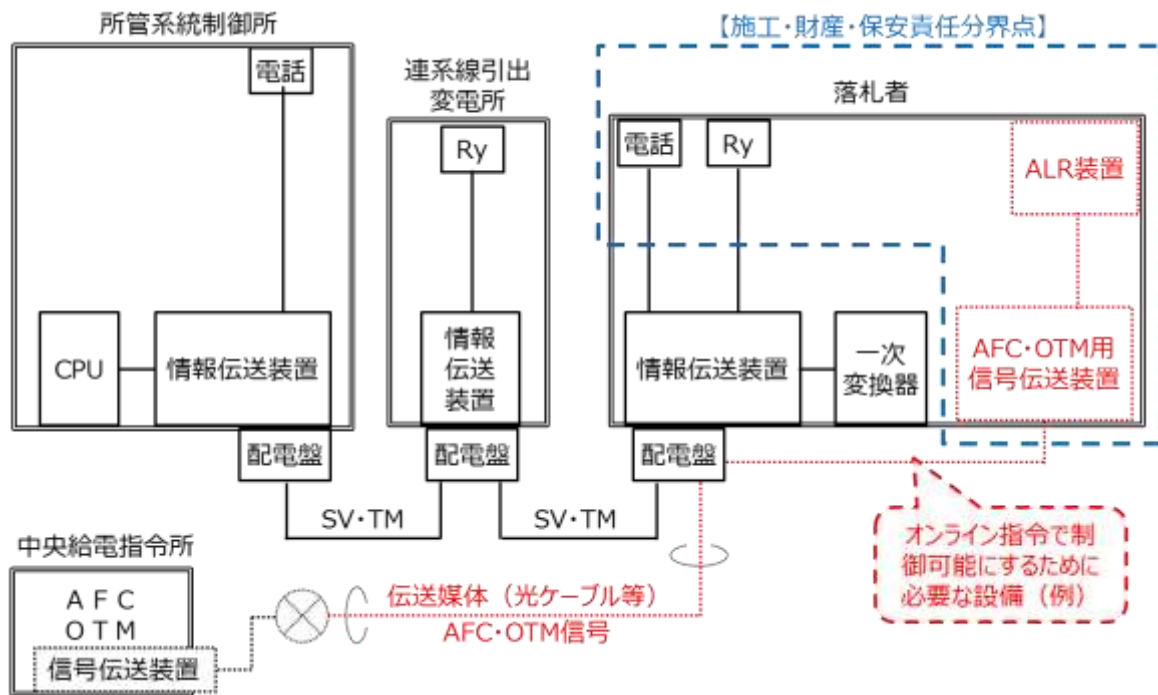 所管系統制御所
電話
CPU
情報伝送装置
配電盤
連系線引出
変電所
Ry
情報
伝送
装置
配電盤
【施工・財産・保安責任分界点】
落札者
電話
Ry
ALR装置
情報伝送装置
一次
変換器
AFC・OTM用
信号伝送装置
配電盤
SV・TM
SV・TM
オンライン指令で制
御可能にするために
必要な設備（例）
中央給電指令所
ＡＦＣ
ＯＴＭ
信号伝送装置
伝送媒体（光ケーブル等）
AFC・OTM信号